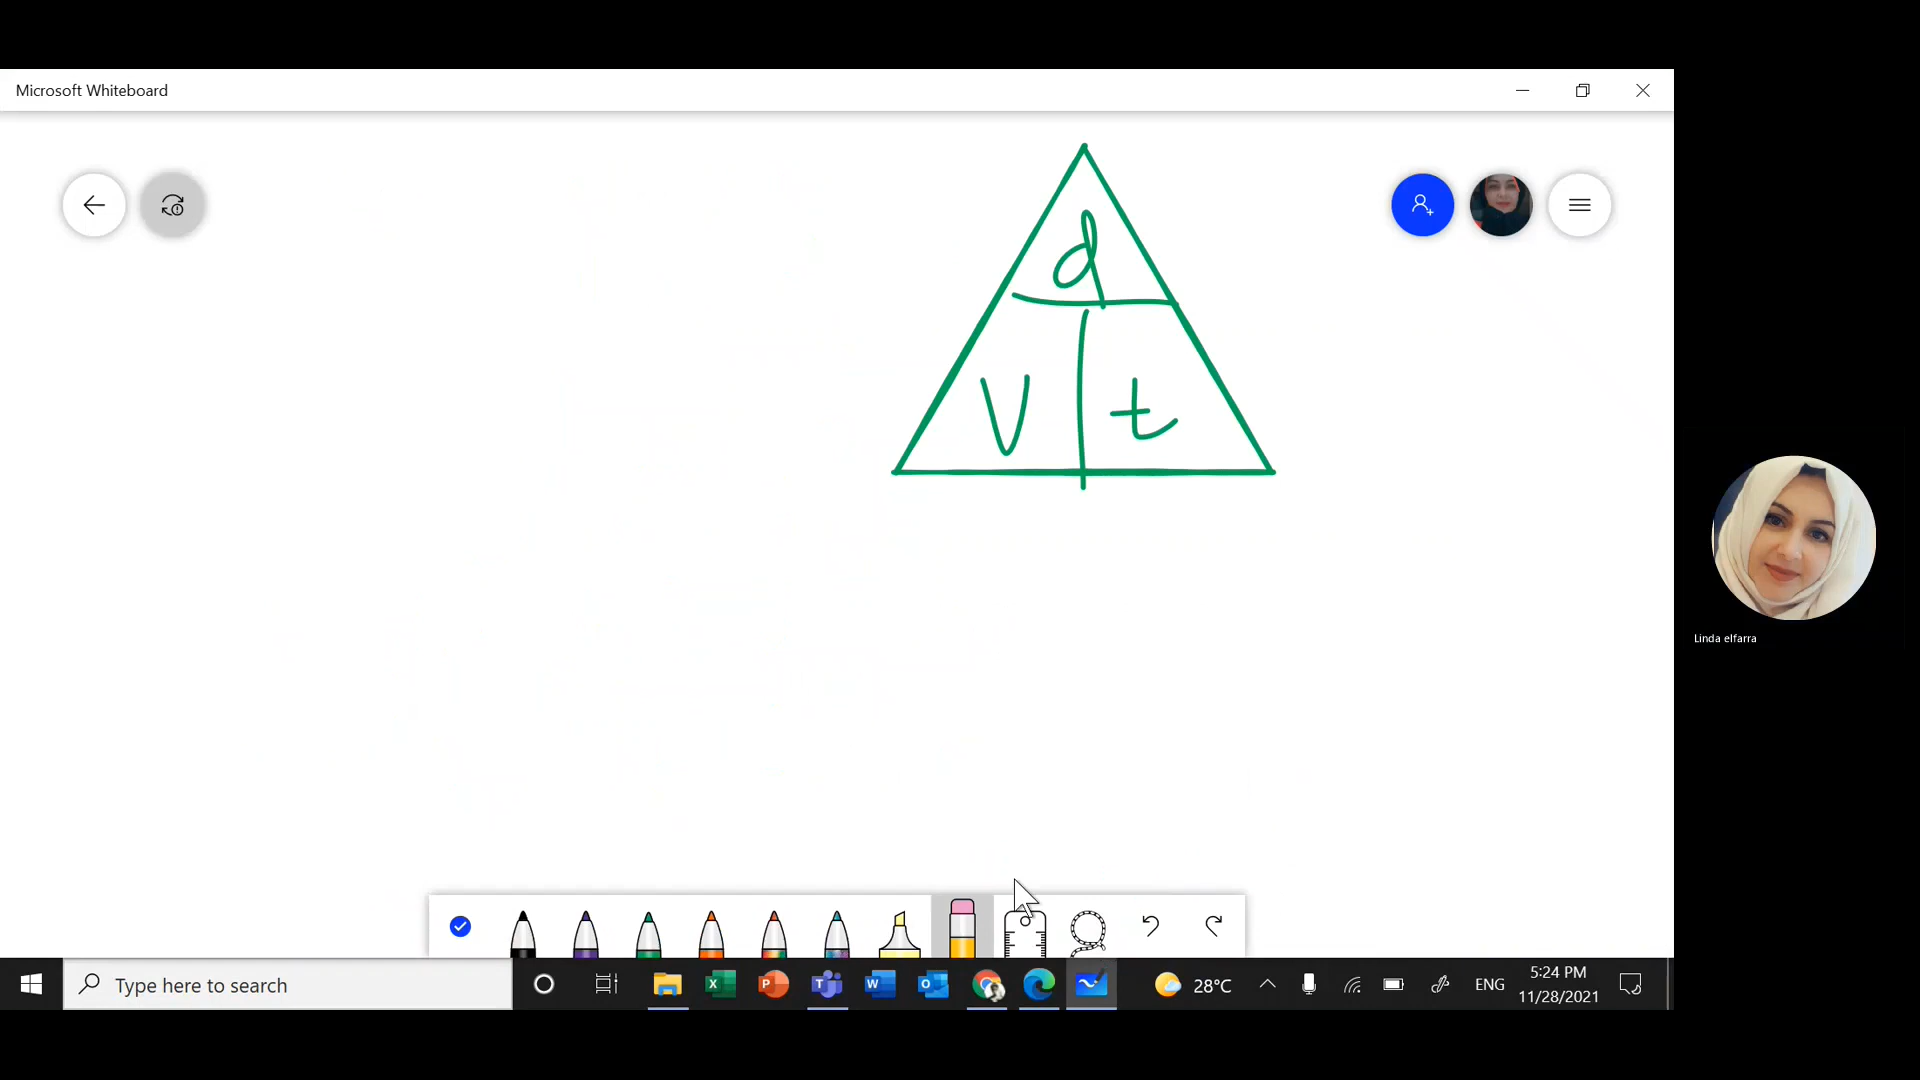 Microsoft Whiteboard
d
V t
Linda elfarra
Type here to search
X
P
W
O
28°C
ENG
5:24 PM
11/28/2021